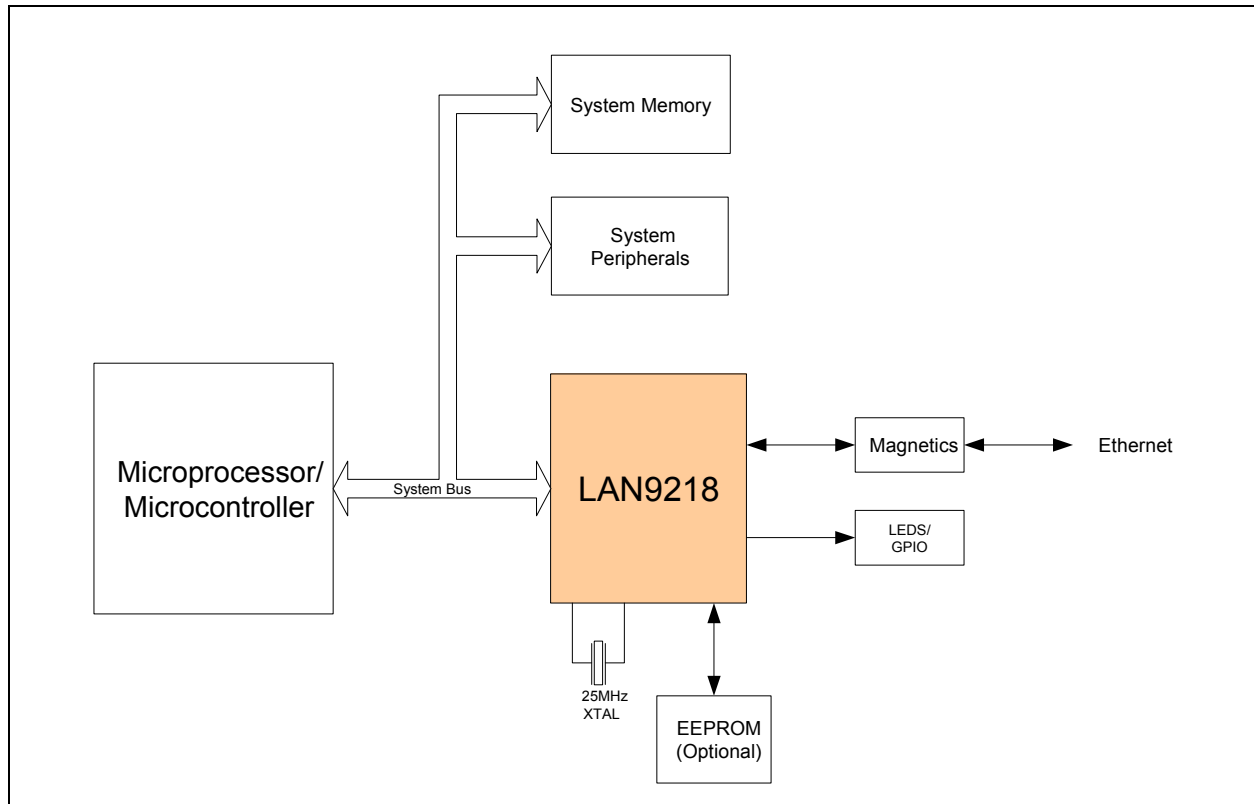 System Memory
System
Peripherals
Microprocessor/
Microcontroller
System Bus
LAN9218
Magnetics
Ethernet
LEDS/
GPIO
25MHz
XTAL
EEPROM
(Optional)